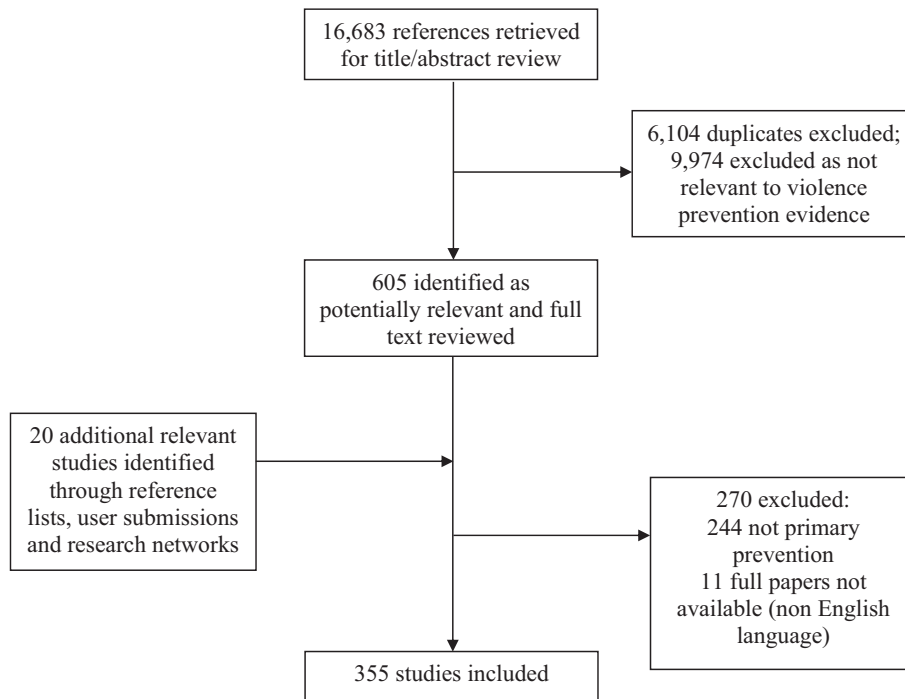 16,683 references retrieved
for title/abstract review
6,104 duplicates excluded;
9,974 excluded as not
relevant to violence
prevention evidence
605 identified as
potentially relevant and full
text reviewed
20 additional relevant
studies identified
through reference
lists, user submissions
and research networks
270 excluded:
244 not primary
prevention
11 full papers not
available (non English
language)
355 studies included